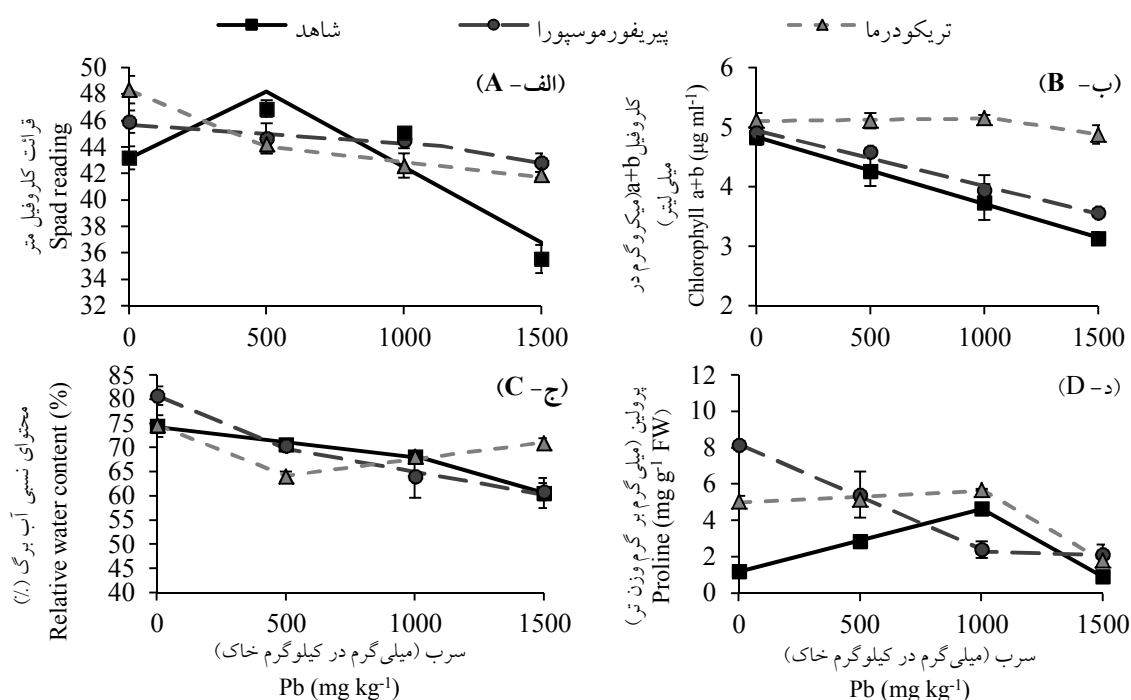 شاهد
پیریفورموسپورا
تریکودرما
الف - A)
قرائت کلروفیل متر
Spad reading
50
48
46
44
42
40
38
36
34
32
0 500 1000 1500
ب - B)
کلروفیل a+b(میکروگرم در
میلی‌لیتر)
Chlorophyll a+b (µg ml-1)
6
5
4
3
2
0 500 1000 1500
ج - C)
محتوای نسبی آب برگ (٪)
Relative water content (%)
85
80
75
70
65
60
55
50
45
40
0 500 1000 1500
سرب (میلی‌گرم در کیلوگرم خاک)
Pb (mg kg-1)
د - D)
پرولین (میلی‌گرم بر گرم وزن تر)
Proline (mg g-1 FW)
12
10
8
6
4
2
0
0 500 1000 1500
سرب (میلی‌گرم در کیلوگرم خاک)
Pb (mg kg-1)